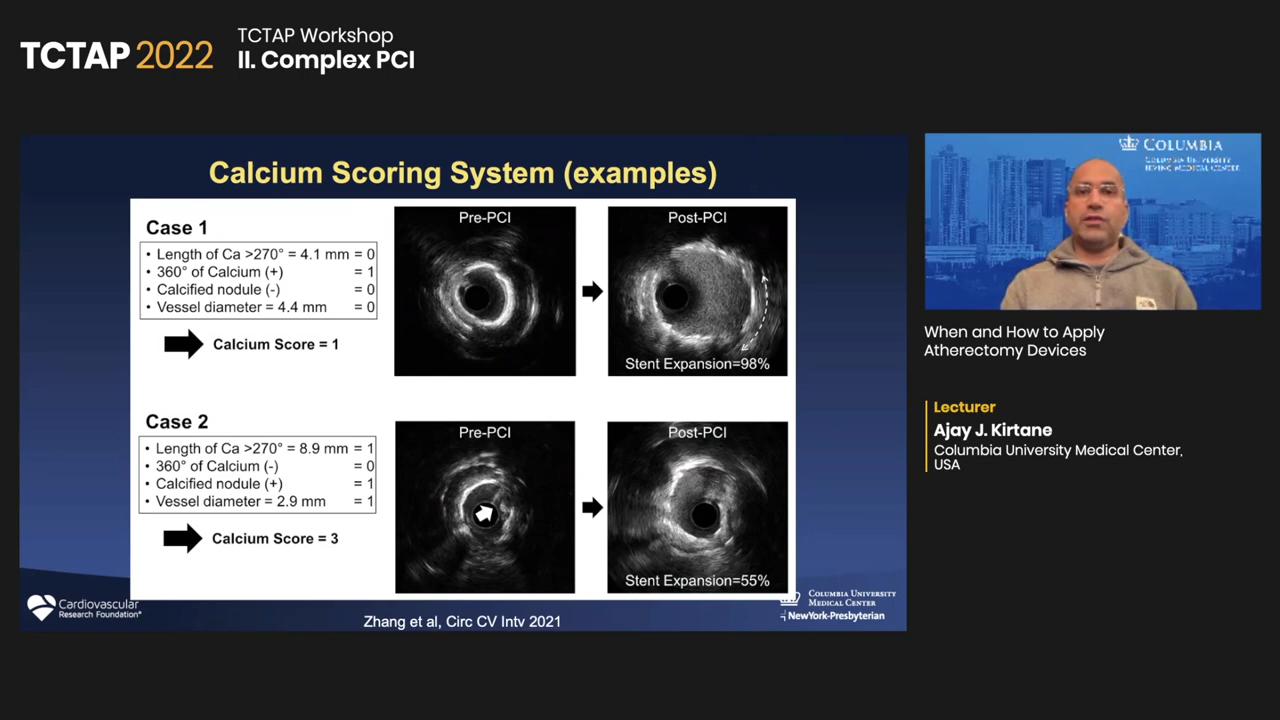 TCTAP 2022
TCTAP Workshop
II. Complex PCI
Calcium Scoring System (examples)
Case 1
• Length of Ca >270° = 4.1 mm = 0
• 360° of Calcium (+) = 1
• Calcified nodule (-) = 0
• Vessel diameter = 4.4 mm = 0
Calcium Score = 1
Pre-PCI
Post-PCI
Stent Expansion=98%
Case 2
• Length of Ca >270° = 8.9 mm = 1
• 360° of Calcium (-) = 0
• Calcified nodule (+) = 1
• Vessel diameter = 2.9 mm = 1
Calcium Score = 3
Pre-PCI
Post-PCI
Stent Expansion=55%
Cardiovascular
Research Foundation®
Zhang et al, Circ CV Intv 2021
COLUMBIA UNIVERSITY
MEDICAL CENTER
NewYork-Presbyterian
COLUMBIA
COLUMBIA UNIVERSITY
IRVING MEDICAL CENTER
When and How to Apply
Atherectomy Devices
Lecturer
Ajay J. Kirtane
Columbia University Medical Center,
USA